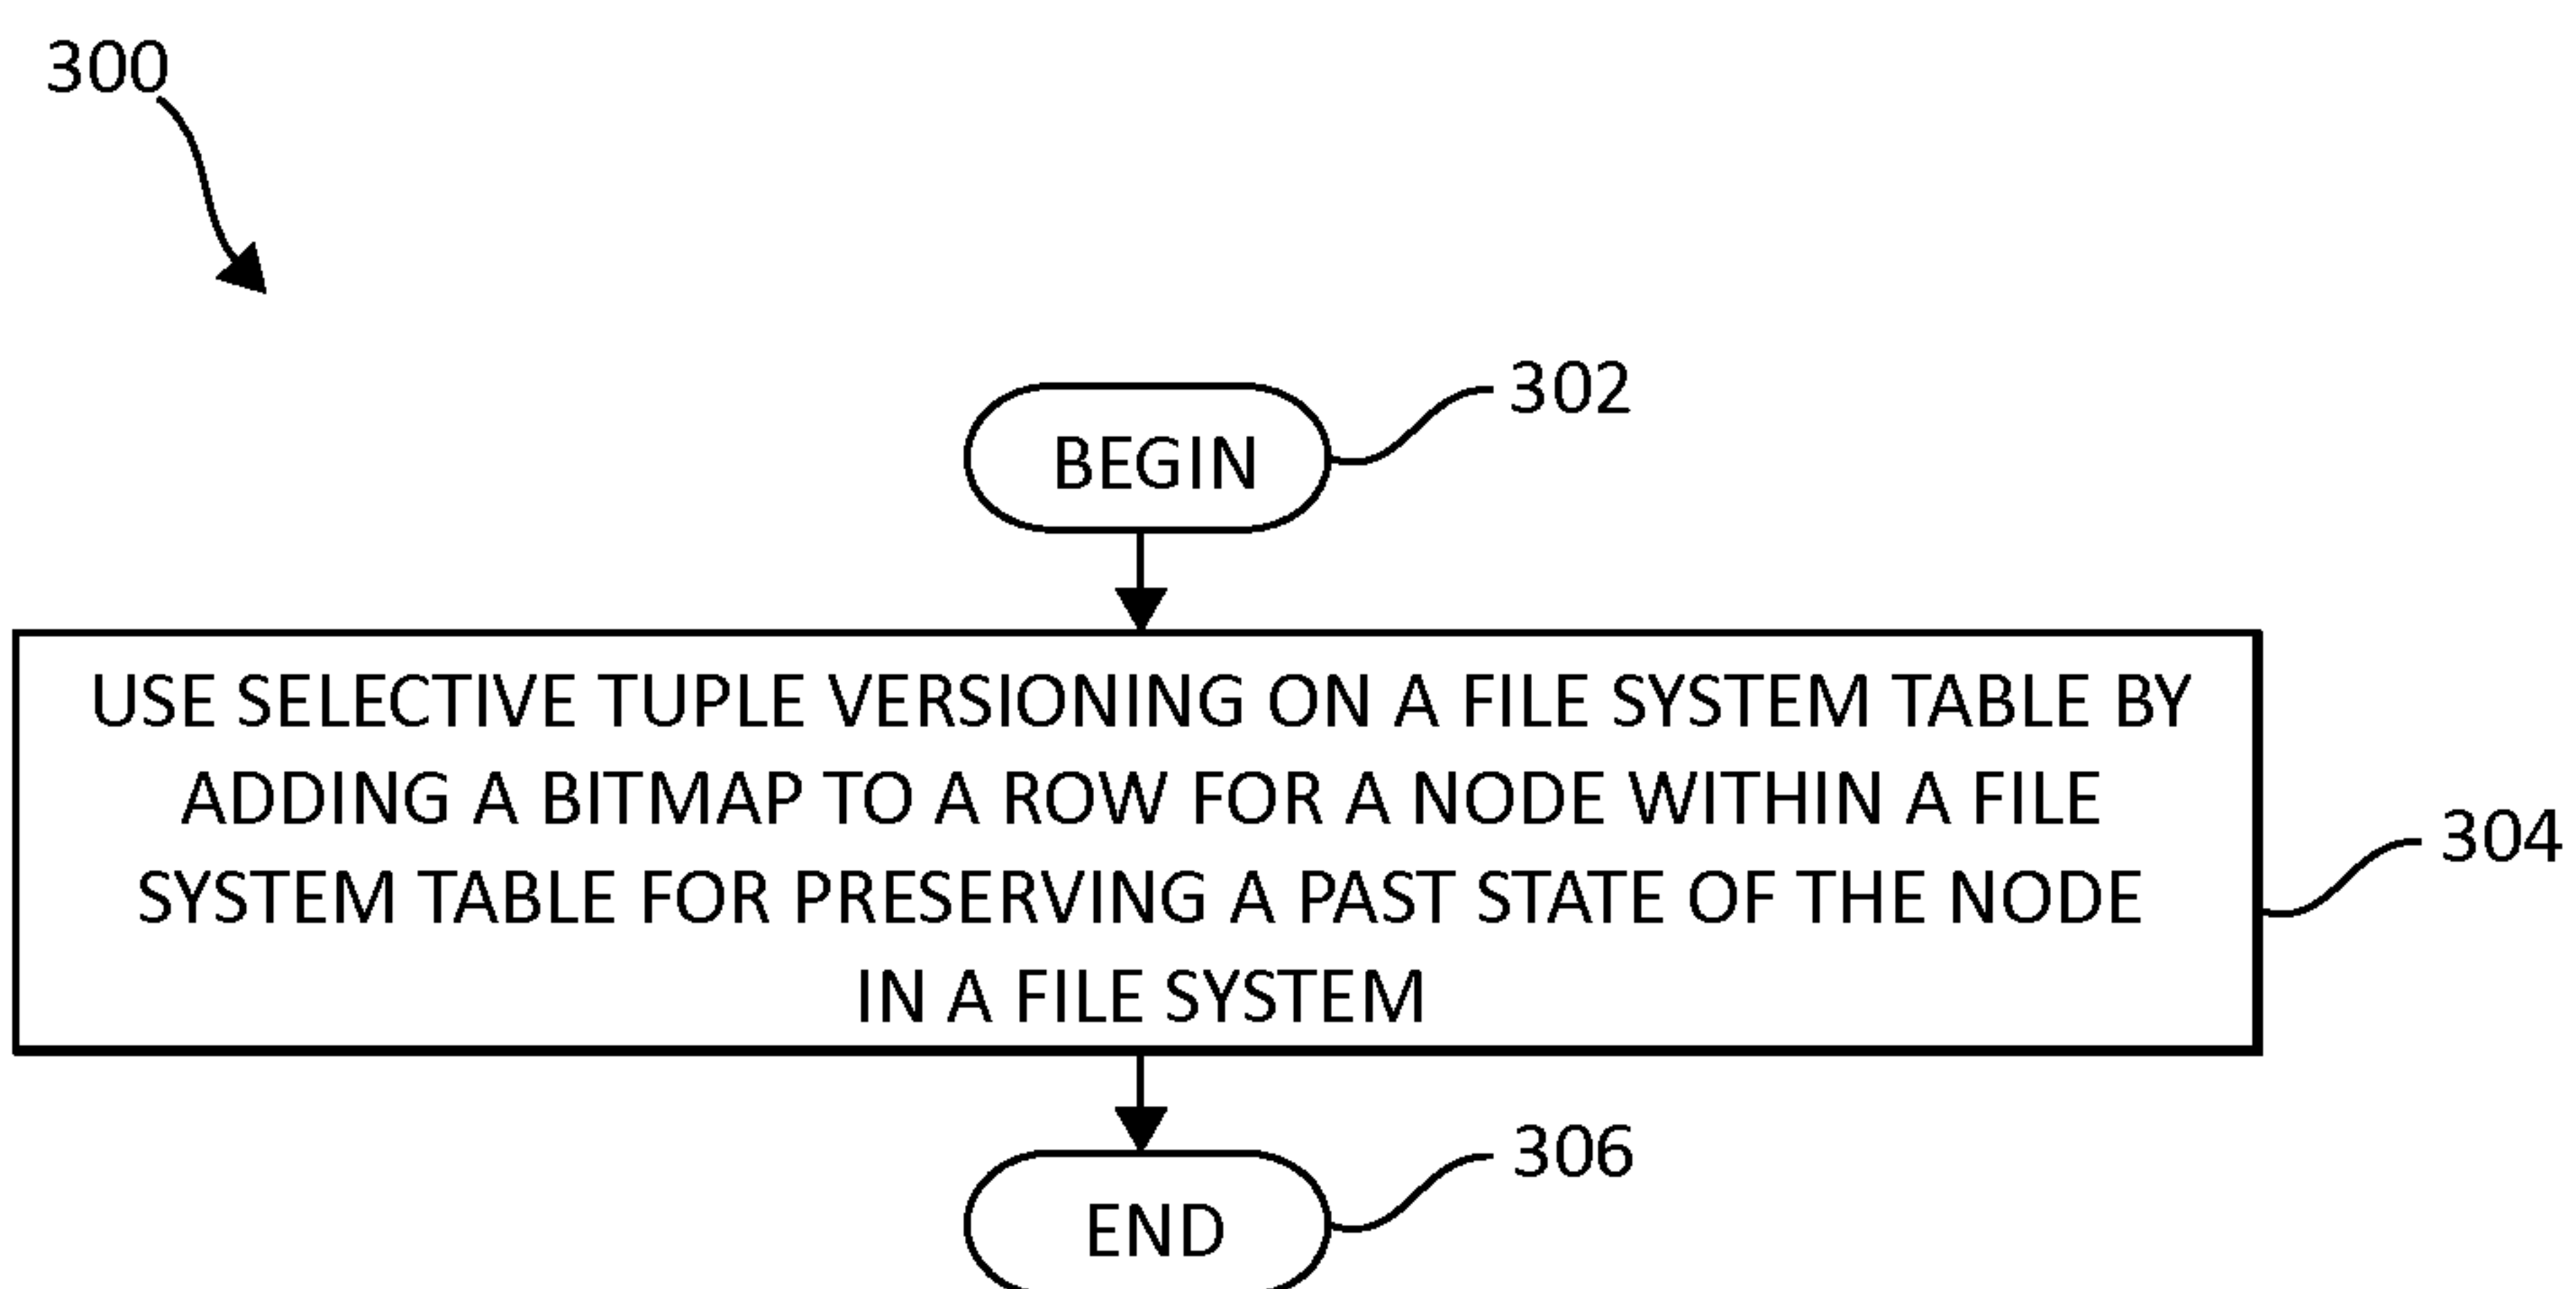 300
302
BEGIN
USE SELECTIVE TUPLE VERSIONING ON A FILE SYSTEM TABLE BY
ADDING A BITMAP TO A ROW FOR A NODE WITHIN A FILE
SYSTEM TABLE FOR PRESERVING A PAST STATE OF THE NODE
IN A FILE SYSTEM
304
306
END